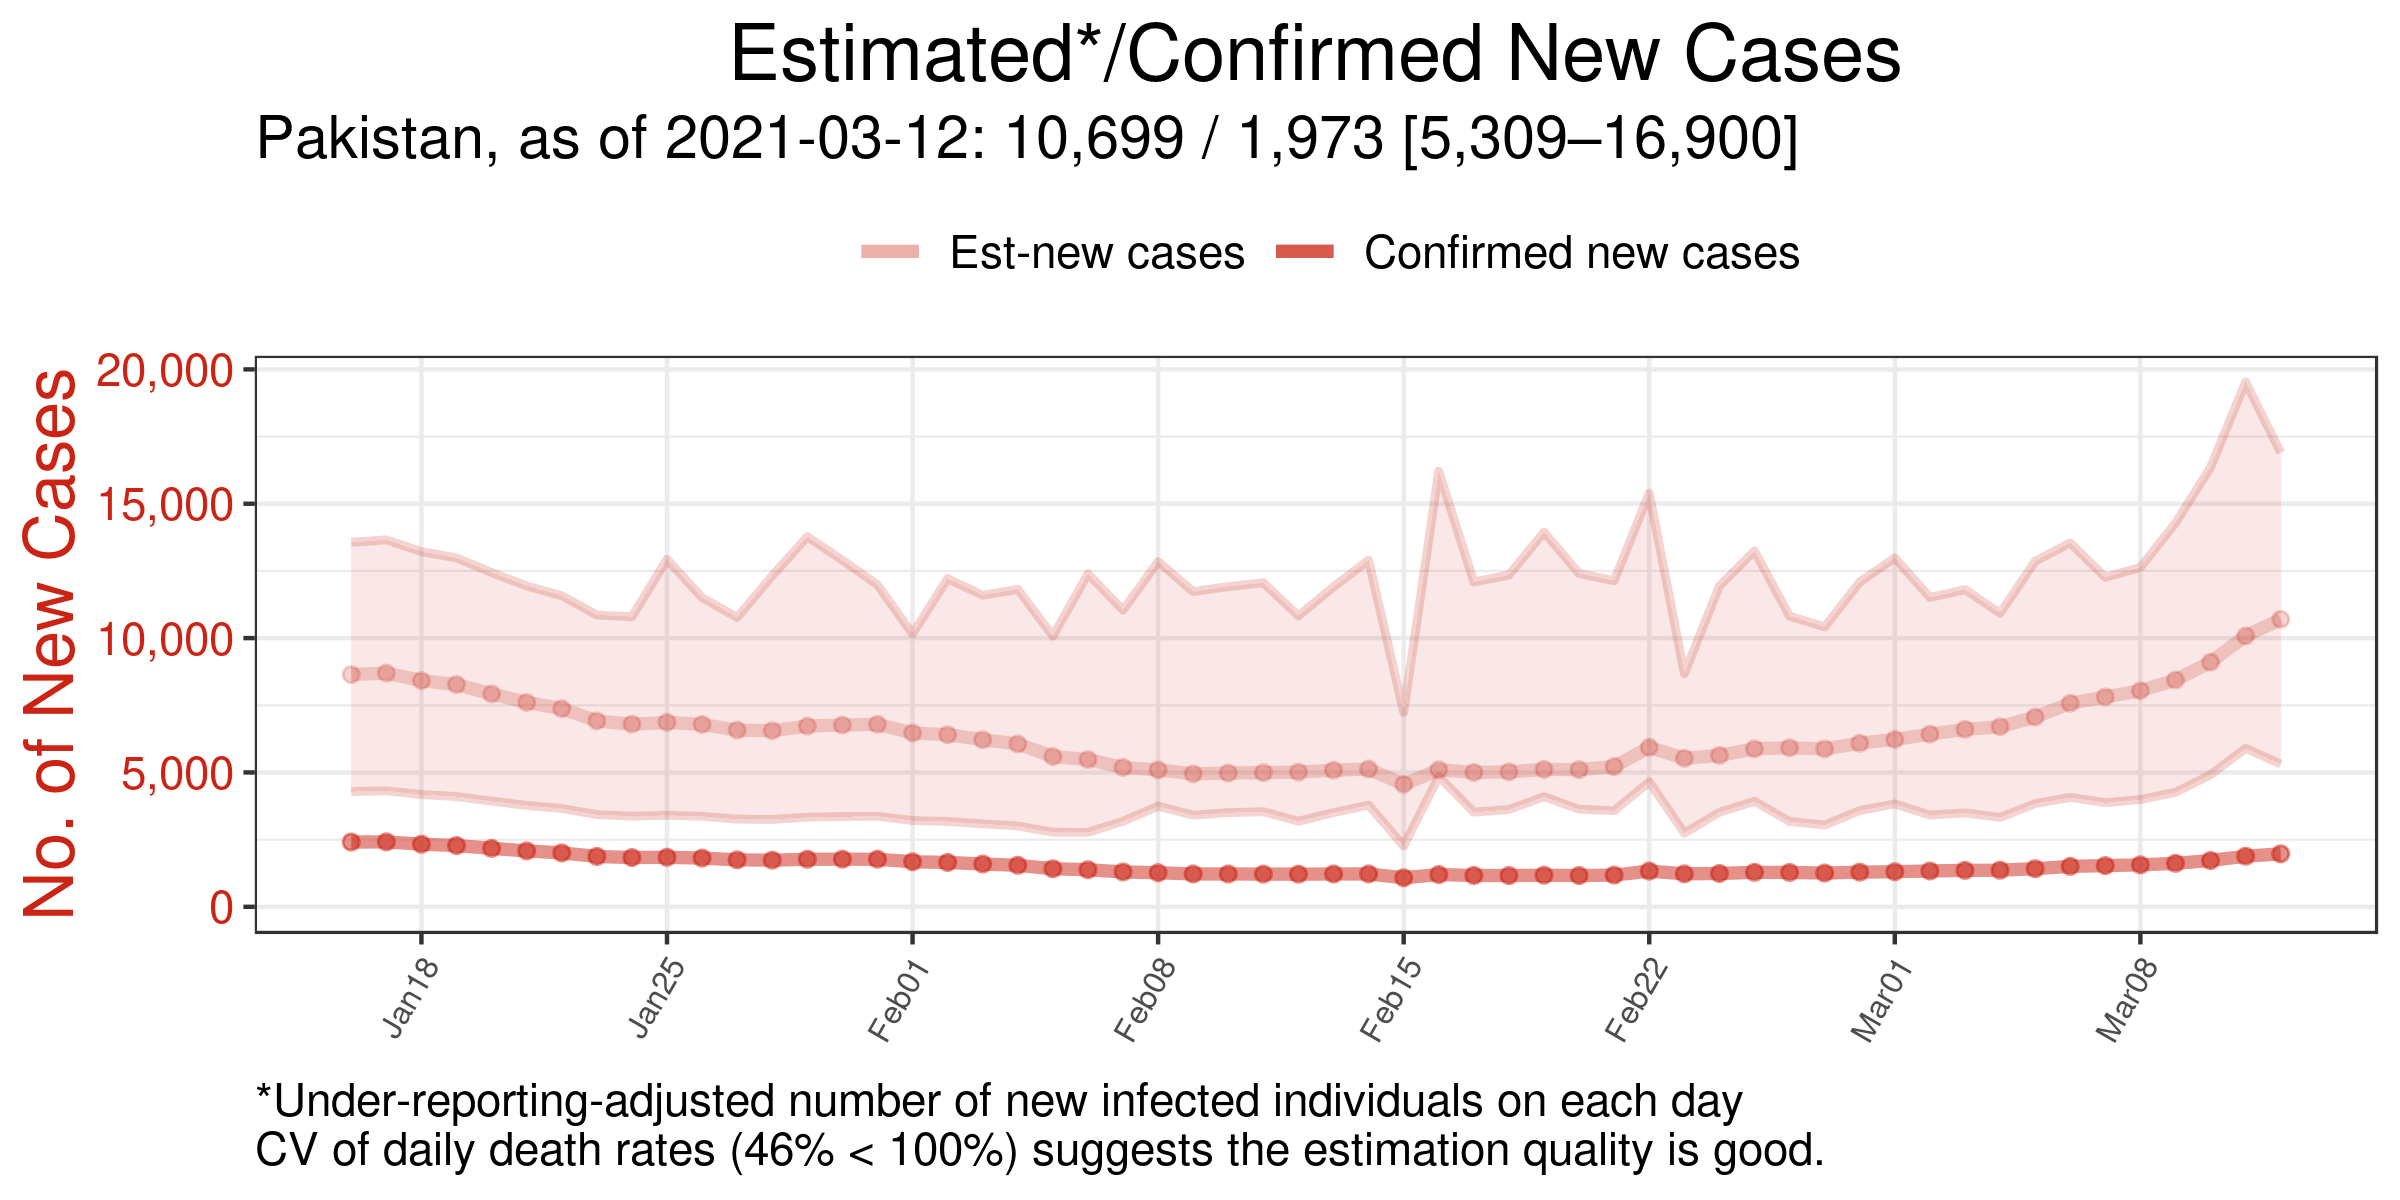 Estimated*/Confirmed New Cases
Pakistan, as of 2021-03-12: 10,699 / 1,973 [5,309–16,900]
Est-new cases
Confirmed new cases
No. of New Cases
20,000
15,000
10,000
5,000
0
Jan18
Jan25
Feb01
Feb08
Feb15
Feb22
Mar01
Mar08
*Under-reporting-adjusted number of new infected individuals on each day
CV of daily death rates (46% < 100%) suggests the estimation quality is good.